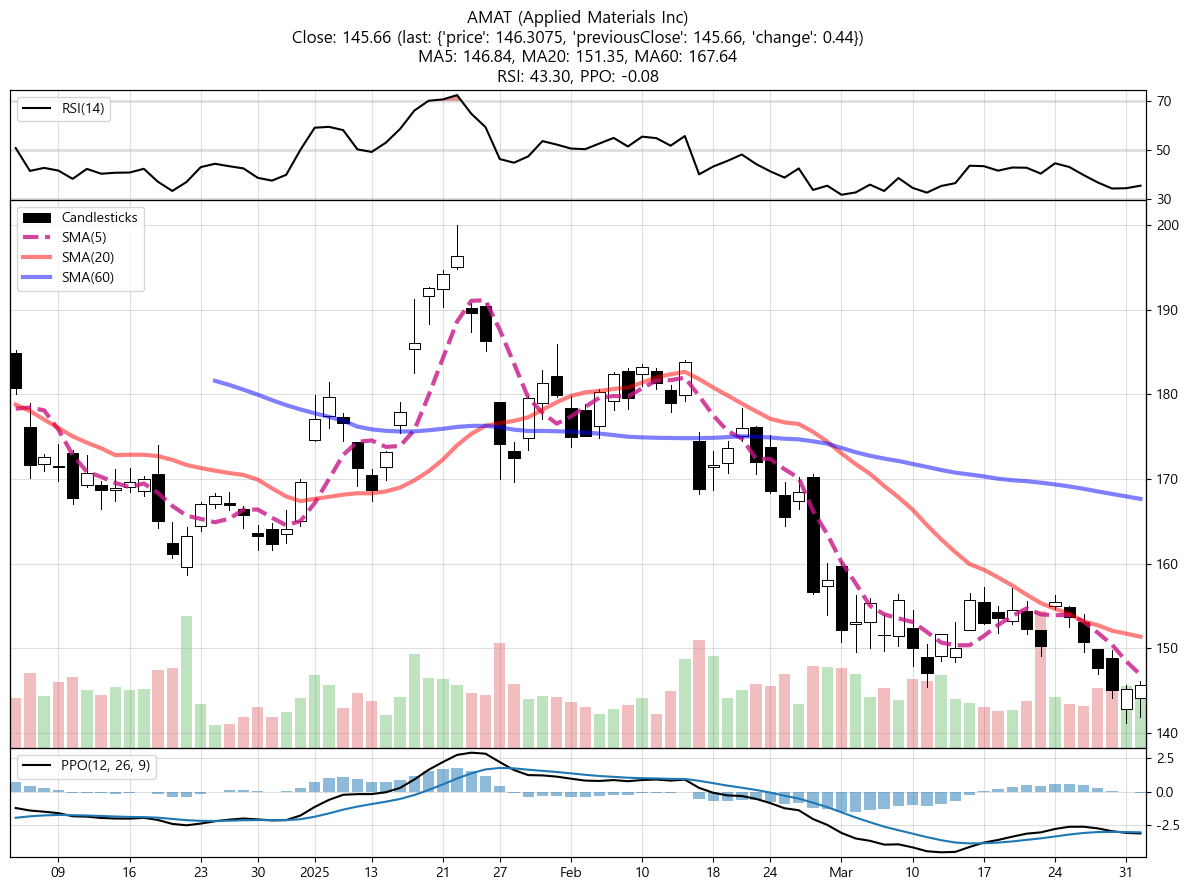 AMAT (Applied Materials Inc)
Close: 145.66 (last: {'price': 146.3075, 'previousClose': 145.66, 'change': 0.44})
MA5: 146.84, MA20: 151.35, MA60: 167.64
RSI: 43.30, PPO: -0.08
RSI(14)
70
50
30
Candlesticks
SMA(5)
SMA(20)
SMA(60)
200
190
180
170
160
150
140
PPO(12, 26, 9)
2.5
0.0
−2.5
09 16 23 30 2025 13 21 27 Feb 10 18 24 Mar 10 17 24 31